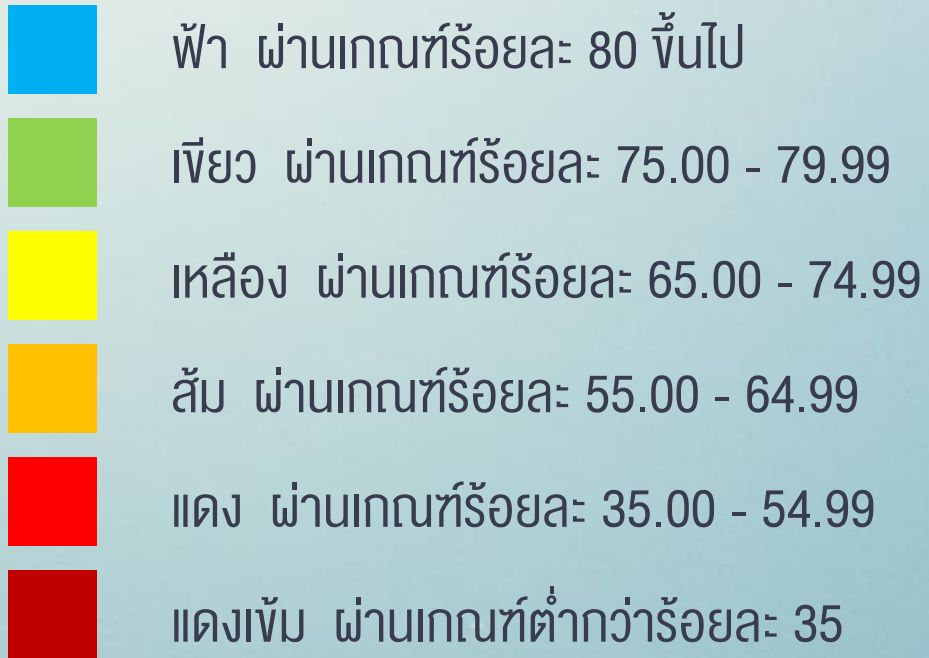 ฟ้า ผ่านเกณฑ์ร้อยละ 80 ขึ้นไป
เขียว ผ่านเกณฑ์ร้อยละ 75.00 - 79.99
เหลือง ผ่านเกณฑ์ร้อยละ 65.00 - 74.99
ส้ม ผ่านเกณฑ์ร้อยละ 55.00 - 64.99
แดง ผ่านเกณฑ์ร้อยละ 35.00 - 54.99
แดงเข้ม ผ่านเกณฑ์ต่ำกว่าร้อยละ 35